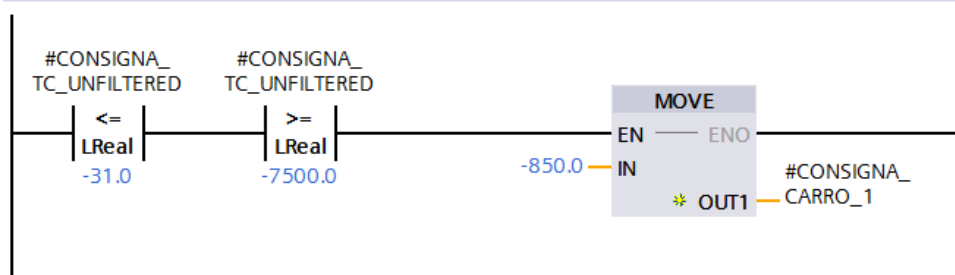 #CONSIGNA_
TC_UNFILTERED
<=
LReal
-31.0
#CONSIGNA_
TC_UNFILTERED
>=
LReal
-7500.0
MOVE
EN ENO
-850.0 IN
OUT1
#CONSIGNA_
CARRO_1